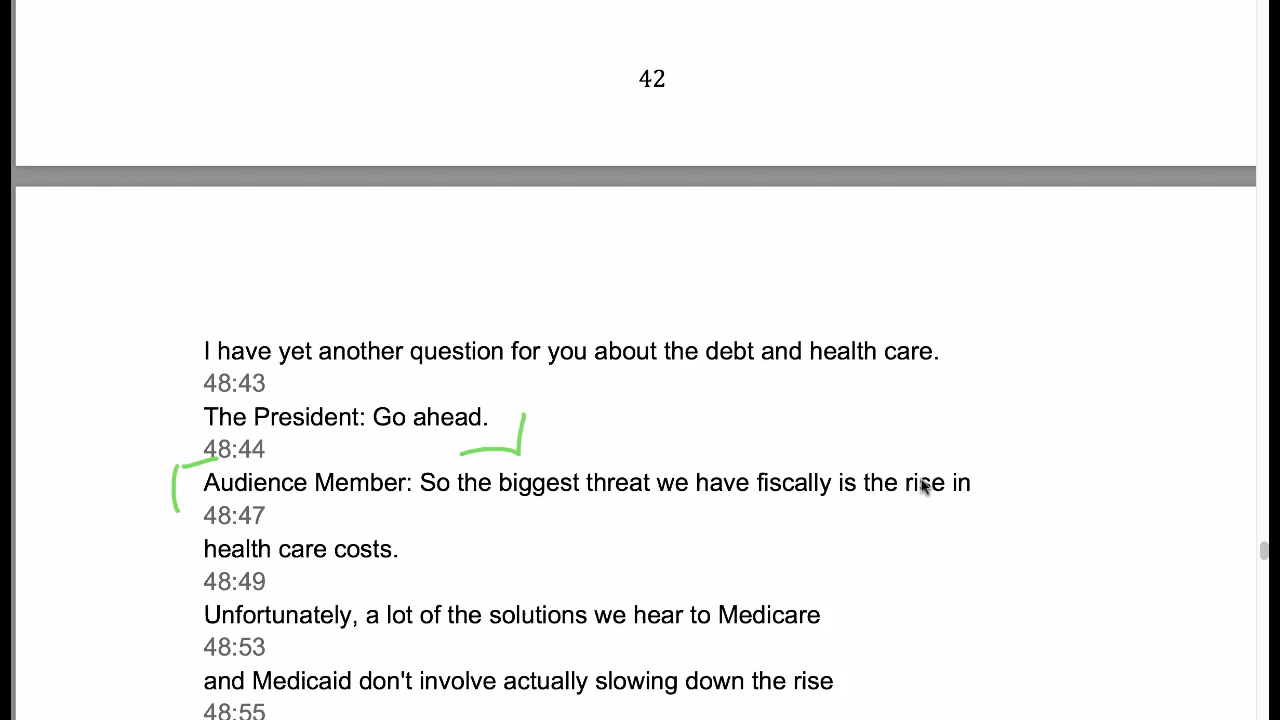 42
I have yet another question for you about the debt and health care.
48:43
The President: Go ahead.
48:44
Audience Member: So the biggest threat we have fiscally is the rise in
48:47
health care costs.
48:49
Unfortunately, a lot of the solutions we hear to Medicare
48:53
and Medicaid don't involve actually slowing down the rise
48:55